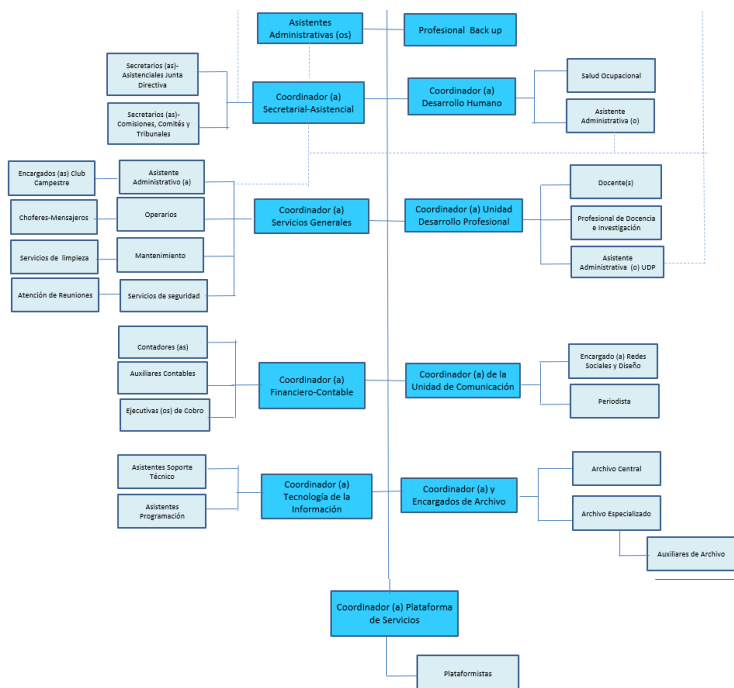 Asistentes
Administrativas (os)
Profesional Back up
Secretarios (as)-
Asistenciales Junta
Directiva
Coordinador (a)
Secretarial-Asistencial
Coordinador (a)
Desarrollo Humano
Salud Ocupacional
Secretarios (as)-
Comisiones, Comités y
Tribunales
Asistente
Administrativa (o)
Encargados (as) Club
Campestre
Asistente
Administrativo (a)
Docente(s)
Choferes-Mensajeros
Operarios
Coordinador (a)
Servicios Generales
Coordinador (a) Unidad
Desarrollo Profesional
Profesional de Docencia
e Investigación
Servicios de limpieza
Mantenimiento
Asistente
Administrativa (o) UDP
Atención de Reuniones
Servicios de seguridad
Contadores (as)
Encargado (a) Redes
Sociales y Diseño
Auxiliares Contables
Coordinador (a)
Financiero-Contable
Coordinador (a) de la
Unidad de Comunicación
Ejecutivas (os) de Cobro
Periodista
Asistentes Soporte
Técnico
Coordinador (a)
Tecnología de la
Información
Coordinador (a) y
Encargados de Archivo
Archivo Central
Asistentes
Programación
Archivo Especializado
Auxiliares de Archivo
Coordinador (a) Plataforma
de Servicios
Plataformistas